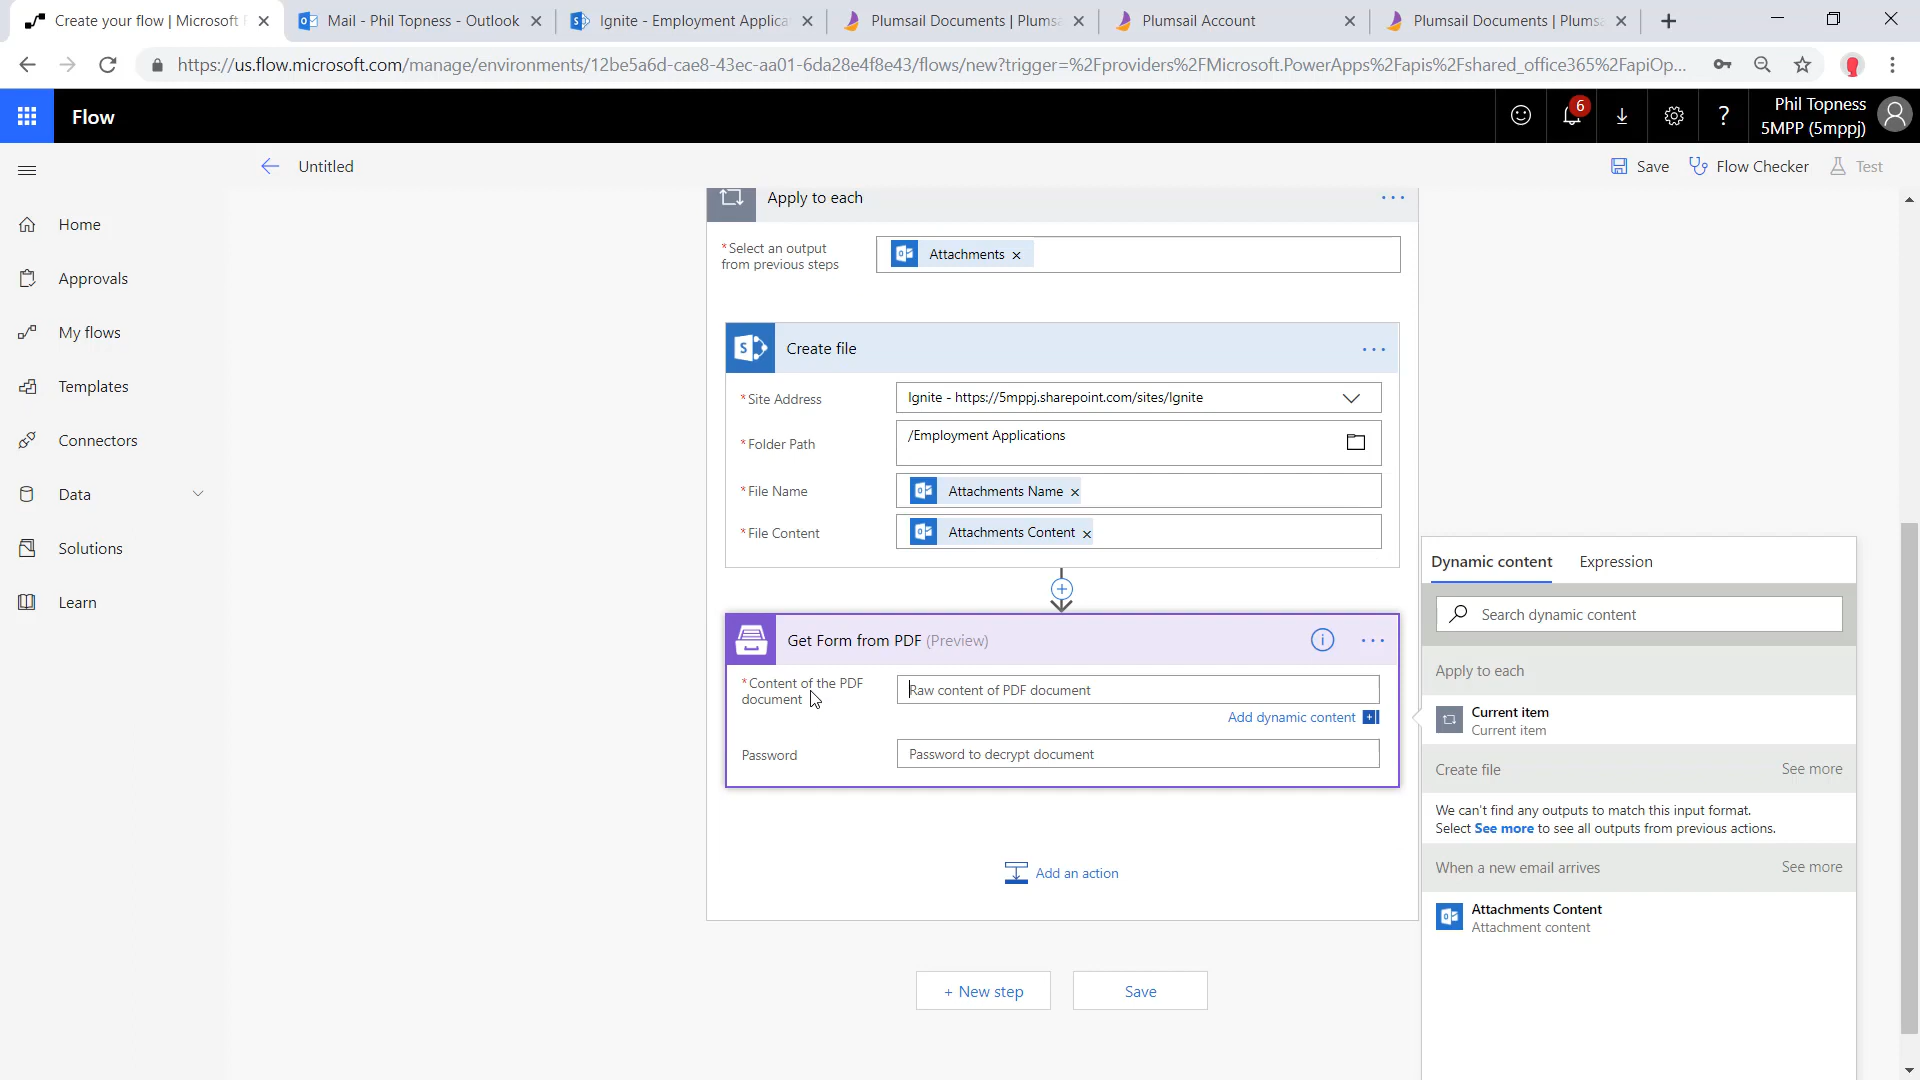 Create your flow | Microsoft F
Mail - Phil Topness - Outlook
Ignite - Employment Applica
Plumsail Documents | Plumsa
Plumsail Account
Plumsail Documents | Plumsa
https://us.flow.microsoft.com/manage/environments/12be5a6d-cae8-43ec-aa01-6da28e4f8e43/flows/new?trigger=%2Fproviders%2FMicrosoft.PowerApps%2Fapis%2Fshared_office365%2FapiOp...
Flow
6
?
Phil Topness
5MPP (5mppj)
Untitled
Save
Flow Checker
Test
Home
Approvals
My flows
Templates
Connectors
Data
Solutions
Learn
Apply to each
*Select an output
from previous steps
Attachments ×
Create file
*Site Address
Ignite - https://5mppj.sharepoint.com/sites/Ignite
*Folder Path
/Employment Applications
*File Name
Attachments Name ×
*File Content
Attachments Content ×
Get Form from PDF (Preview)
*Content of the PDF
document
Raw content of PDF document
Add dynamic content
Password
Password to decrypt document
Add an action
+ New step
Save
Dynamic content
Expression
Search dynamic content
Apply to each
Current item
Current item
Create file
See more
We can't find any outputs to match this input format.
Select See more to see all outputs from previous actions.
When a new email arrives
See more
Attachments Content
Attachment content